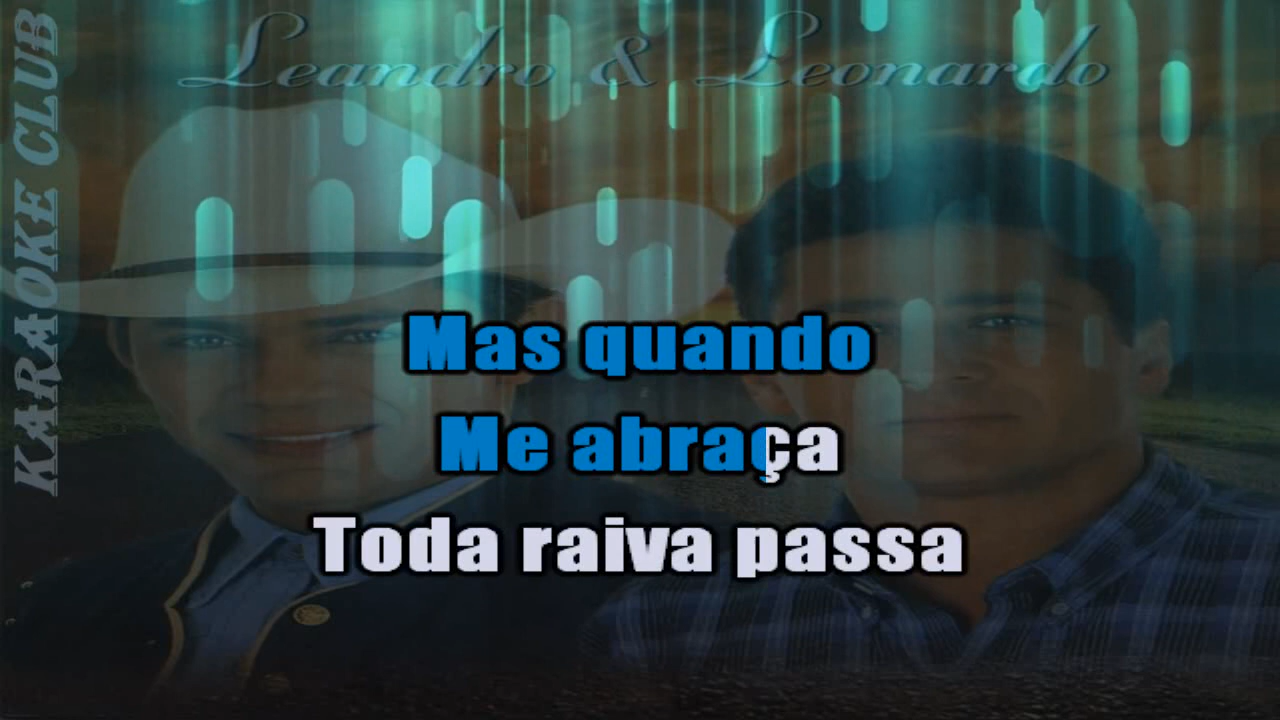 Leandro & Leonardo
KARAOKE CLUB
Mas quando
Me abraça
Toda raiva passa